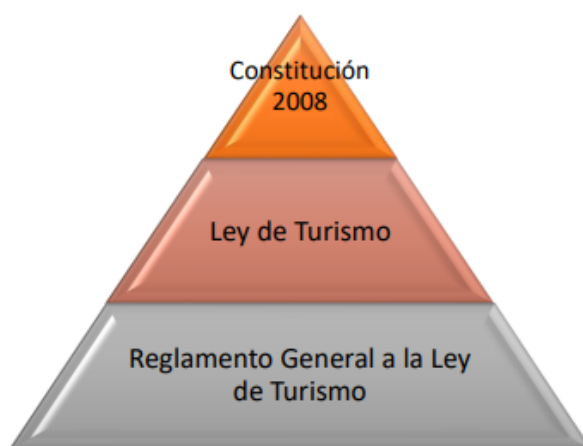 Constitución
2008
Ley de Turismo
Reglamento General a la Ley
de Turismo